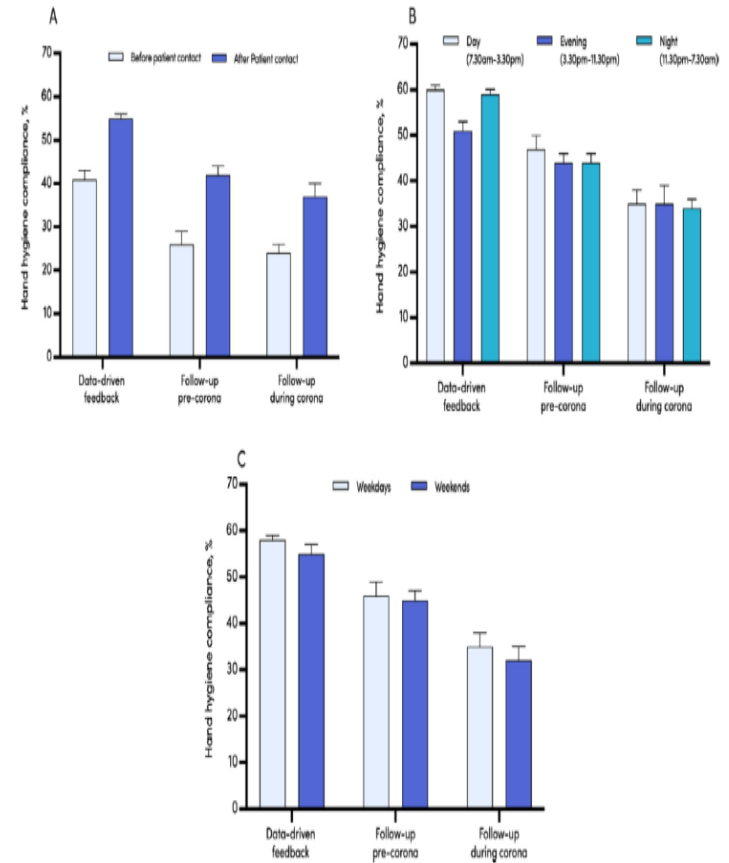 A
Hand hygiene compliance, %
70
60
50
40
30
20
10
0
Before patient contact
After Patient contact
Data-driven
feedback
Follow-up
pre-corona
Follow-up
during corona
B
Hand hygiene compliance, %
70
60
50
40
30
20
10
0
Day
(7.30am-3.30pm)
Evening
(3.30pm-11.30pm)
Night
(11.30pm-7.30am)
Data-driven
feedback
Follow-up
pre-corona
Follow-up
during corona
C
Hand hygiene compliance, %
70
60
50
40
30
20
10
0
Weekdays
Weekends
Data-driven
feedback
Follow-up
pre-corona
Follow-up
during corona